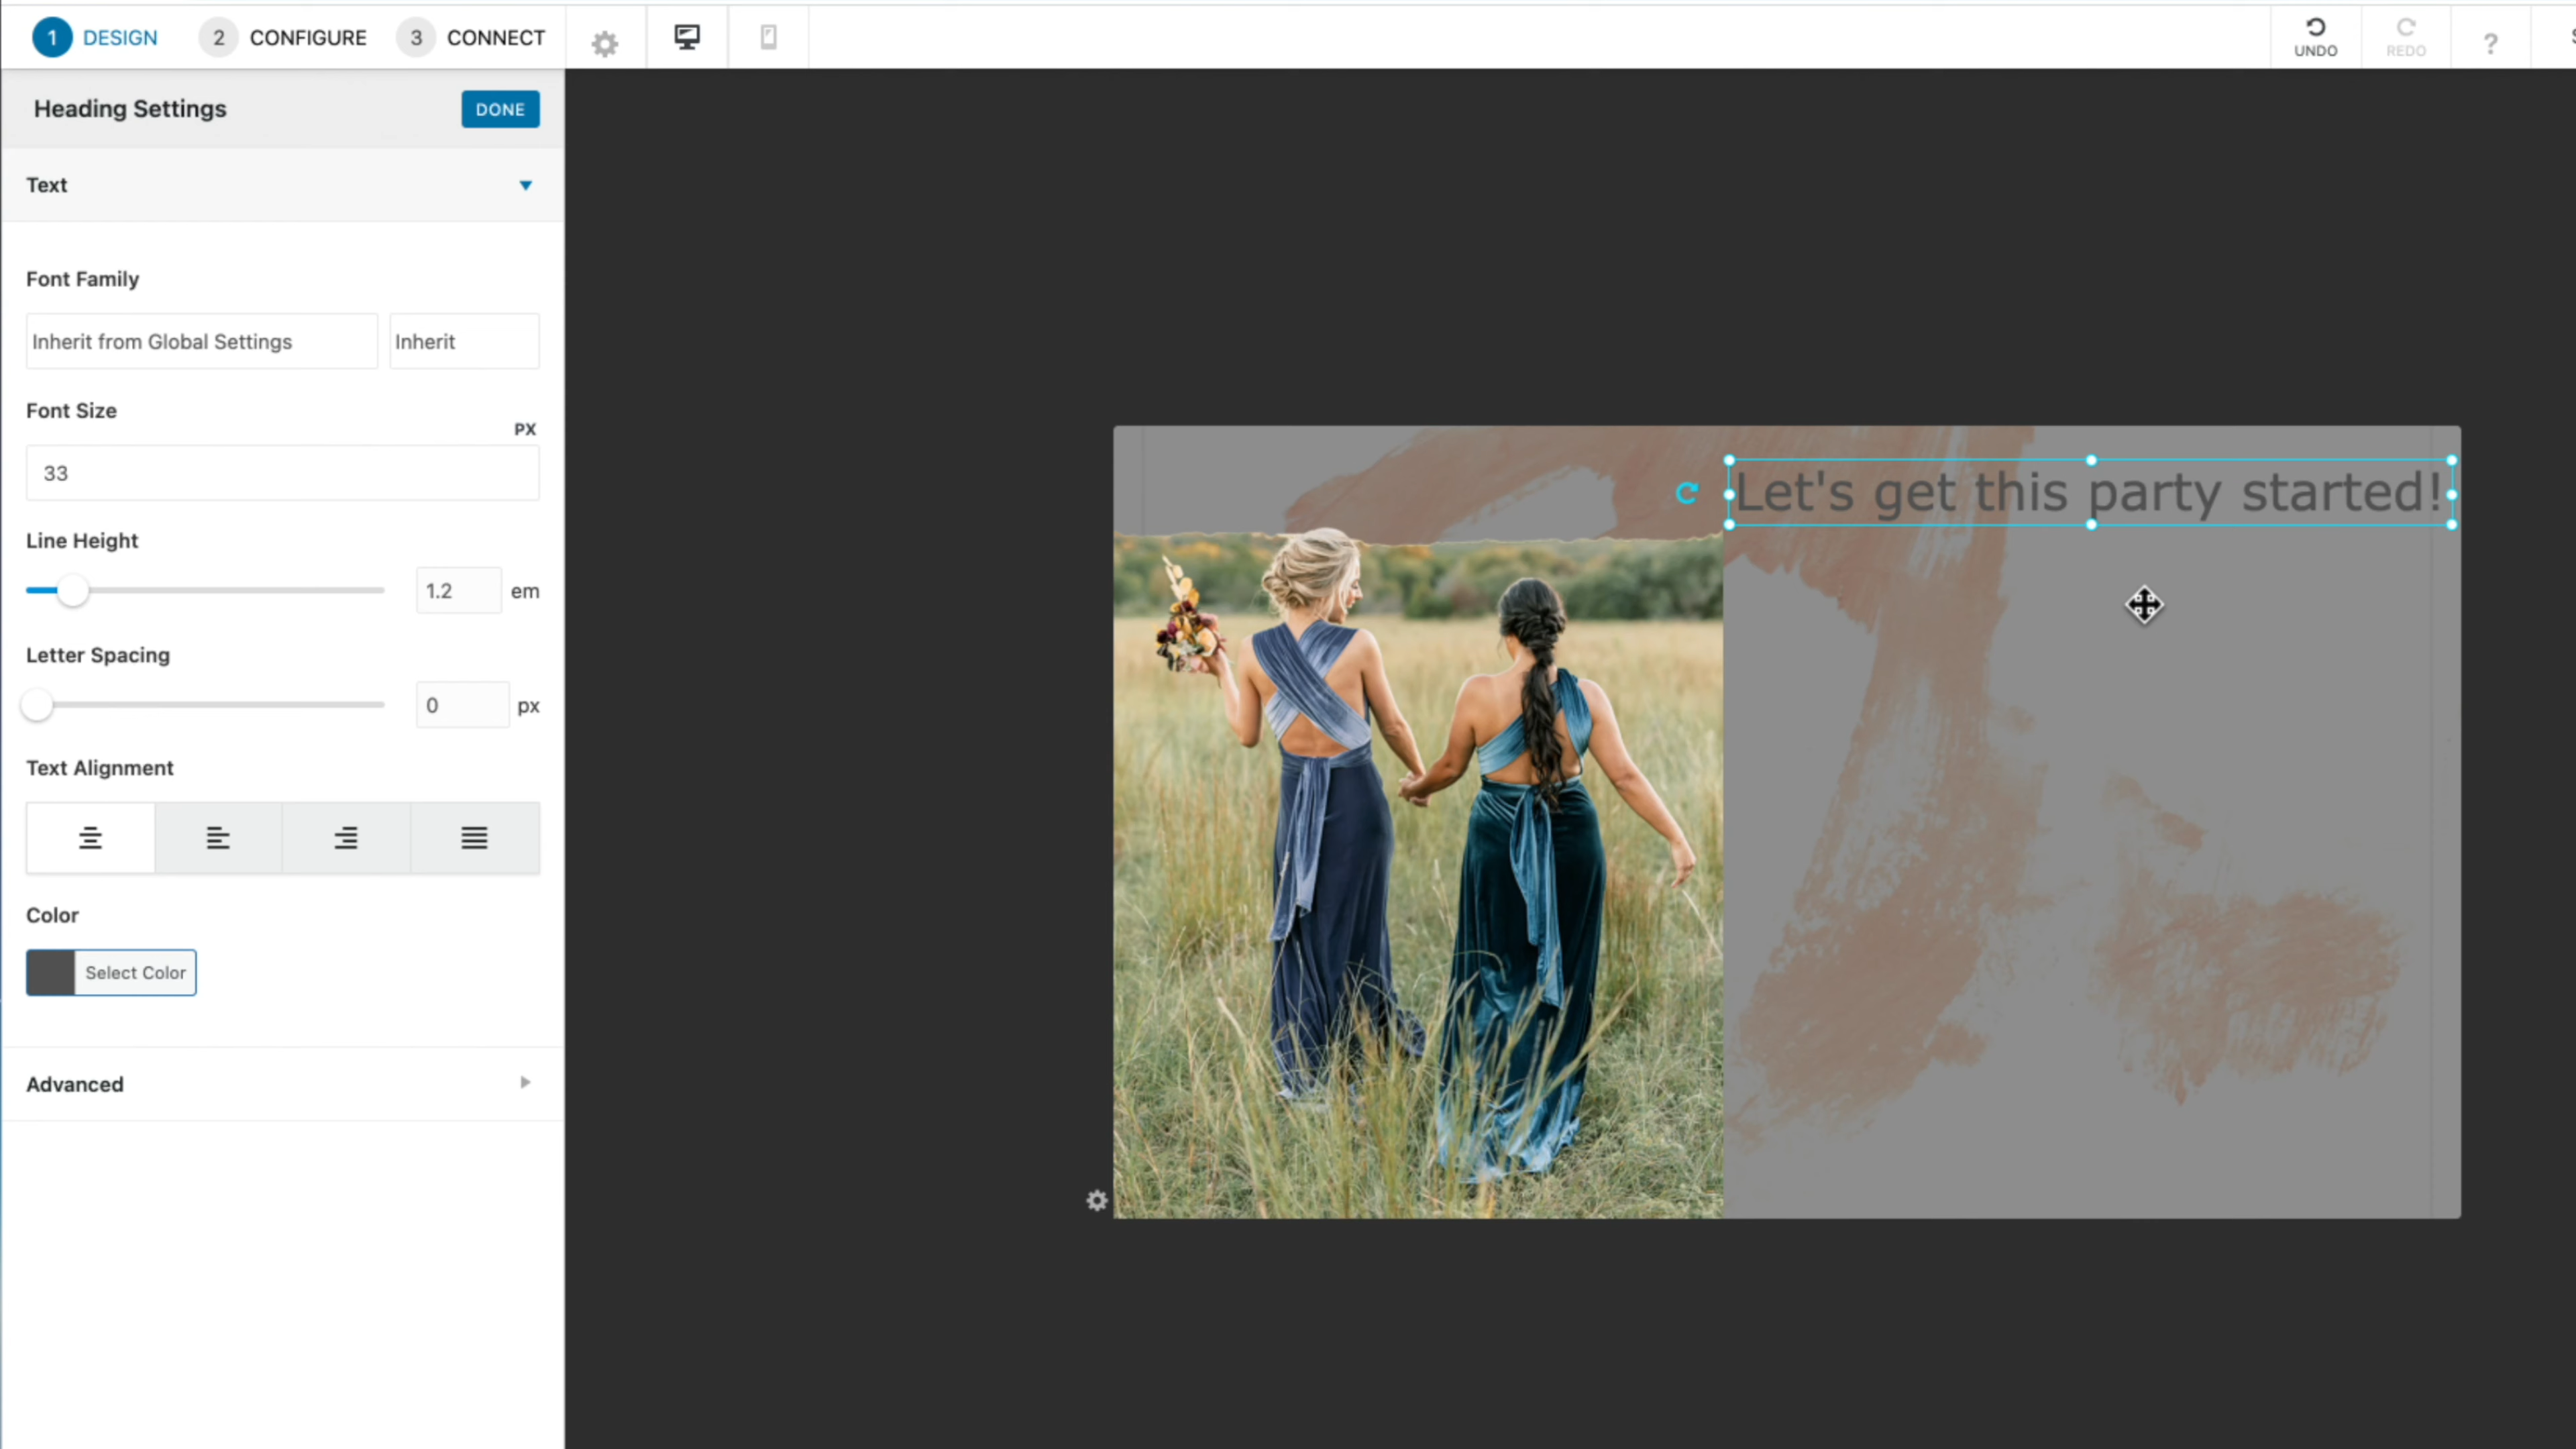 1 DESIGN 2 CONFIGURE 3 CONNECT
UNDO REDO ?
Heading Settings DONE
Text
Font Family
Inherit from Global Settings Inherit
Font Size
PX
33
Line Height
1.2 em
Letter Spacing
0 px
Text Alignment
Color
Select Color
Advanced
Let's get this party started!